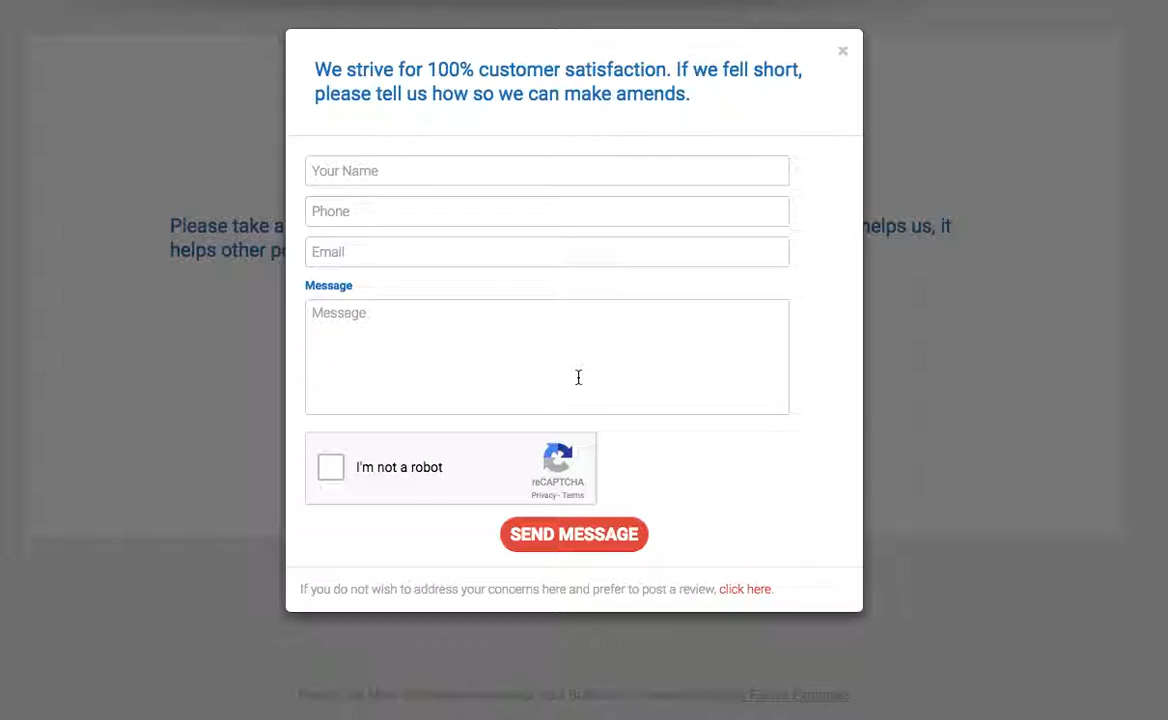 ×
We strive for 100% customer satisfaction. If we fell short,
please tell us how so we can make amends.
Your Name
Phone
Please take a
helps us, it
helps other
Email
Message
Message
I'm not a robot
reCAPTCHA
Privacy - Terms
SEND MESSAGE
If you do not wish to address your concerns here and prefer to post a review, click here.